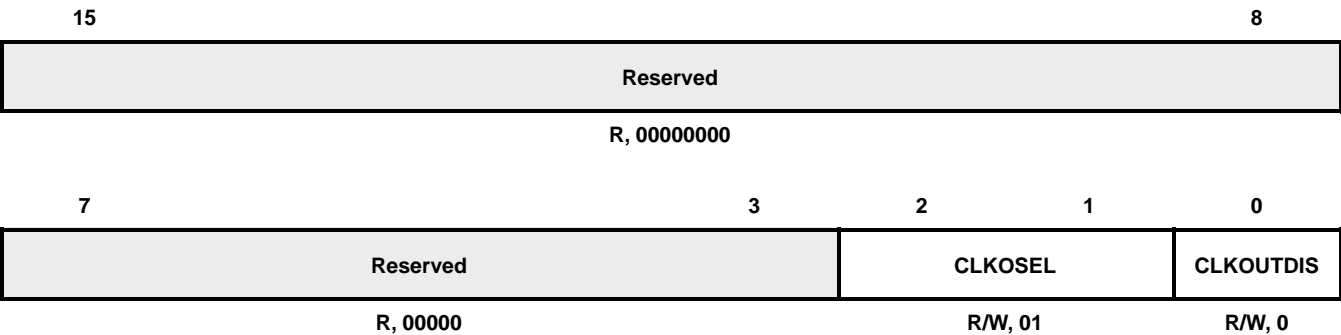 15 8
Reserved
R, 00000000
7 3 2 1 0
Reserved CLKOSEL CLKOUTDIS
R, 00000 R/W, 01 R/W, 0